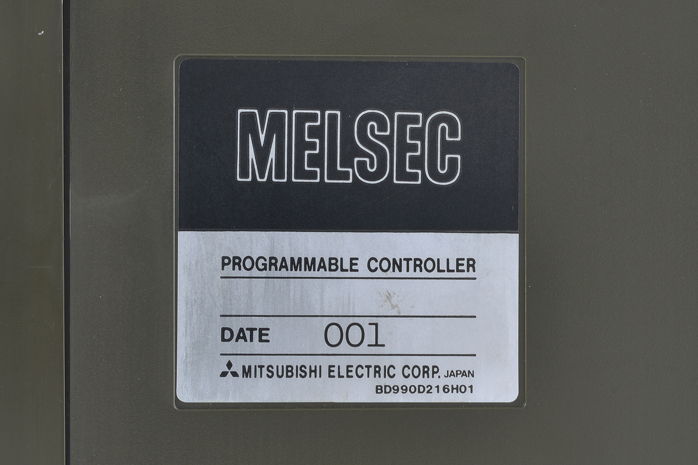 MELSEC
PROGRAMMABLE CONTROLLER
DATE 001
MITSUBISHI ELECTRIC CORP. JAPAN
BD990D216H01